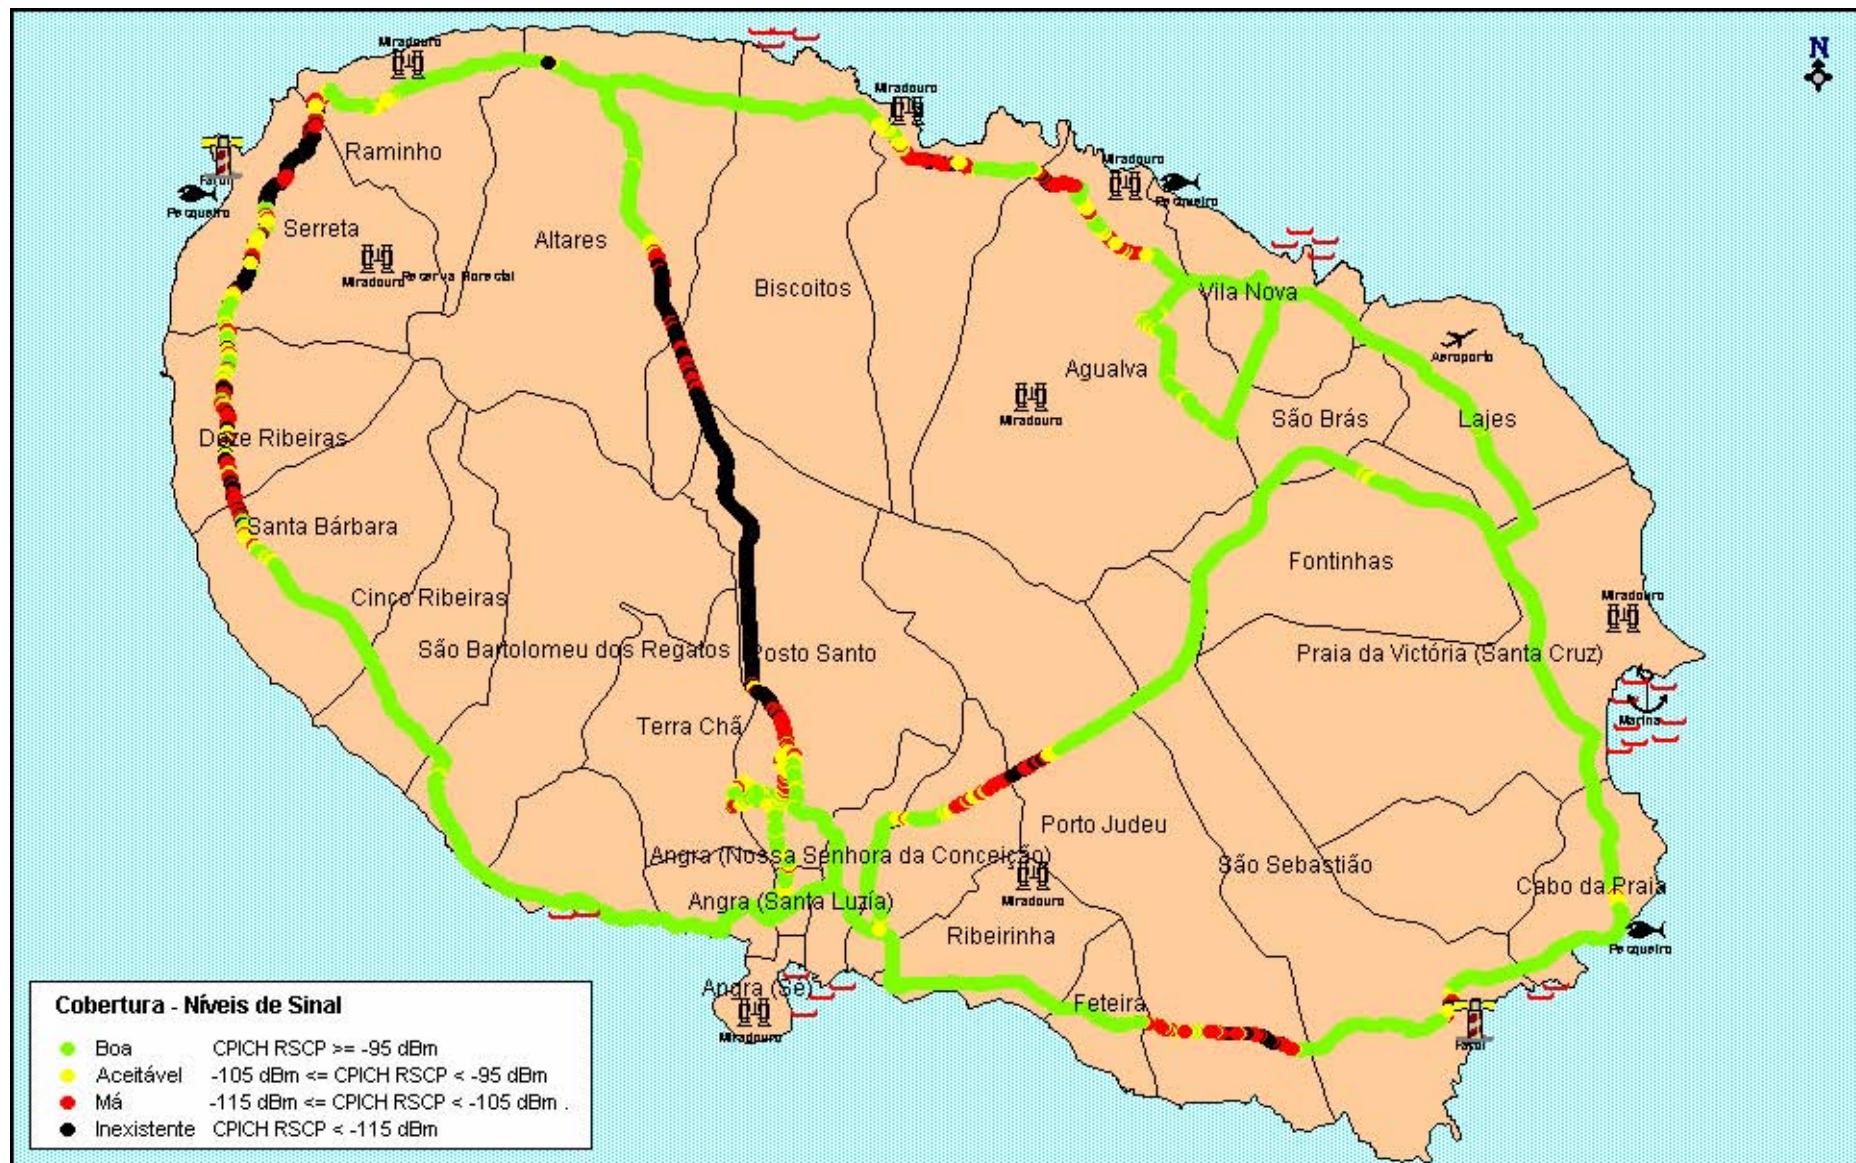 N
Miradouro
Miradouro
Raminho
Miradouro
Farol
Pesqueiro
Pesqueiro
Serreta
Altares
Miradouro
Reserva Florestal
Biscoitos
Vila Nova
Aeroporto
Agualva
Miradouro
São Brás
Lajes
Doze Ribeiras
Santa Bárbara
Fontinhas
Cinco Ribeiras
Miradouro
São Bartolomeu dos Regatos
Posto Santo
Praia da Victória (Santa Cruz)
Marina
Terra Chã
Porto Judeu
Angra (Nossa Senhora da Conceição)
São Sebastião
Cabo da Praia
Angra (Santa Luzía)
Miradouro
Ribeirinha
Pesqueiro
Angra (Sé)
Feteira
Miradouro
Farol
Cobertura - Níveis de Sinal
Boa CPICH RSCP >= -95 dBm
Aceitável -105 dBm <= CPICH RSCP < -95 dBm
Má -115 dBm <= CPICH RSCP < -105 dBm .
Inexistente CPICH RSCP < -115 dBm